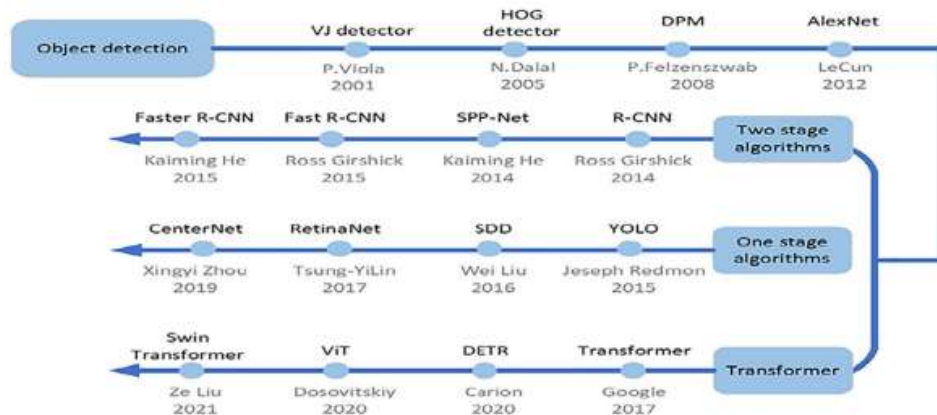 Object detection
VJ detector
P.Viola
2001
HOG
detector
N.Dalal
2005
DPM
P.Felzenszwab
2008
AlexNet
LeCun
2012
Two stage
algorithms
R-CNN
Ross Girshick
2014
SPP-Net
Kaiming He
2014
Fast R-CNN
Ross Girshick
2015
Faster R-CNN
Kaiming He
2015
One stage
algorithms
YOLO
Jeseph Redmon
2015
SDD
Wei Liu
2016
RetinaNet
Tsung-YiLin
2017
CenterNet
Xingyi Zhou
2019
Transformer
Transformer
Google
2017
DETR
Carion
2020
ViT
Dosovitskiy
2020
Swin
Transformer
Ze Liu
2021